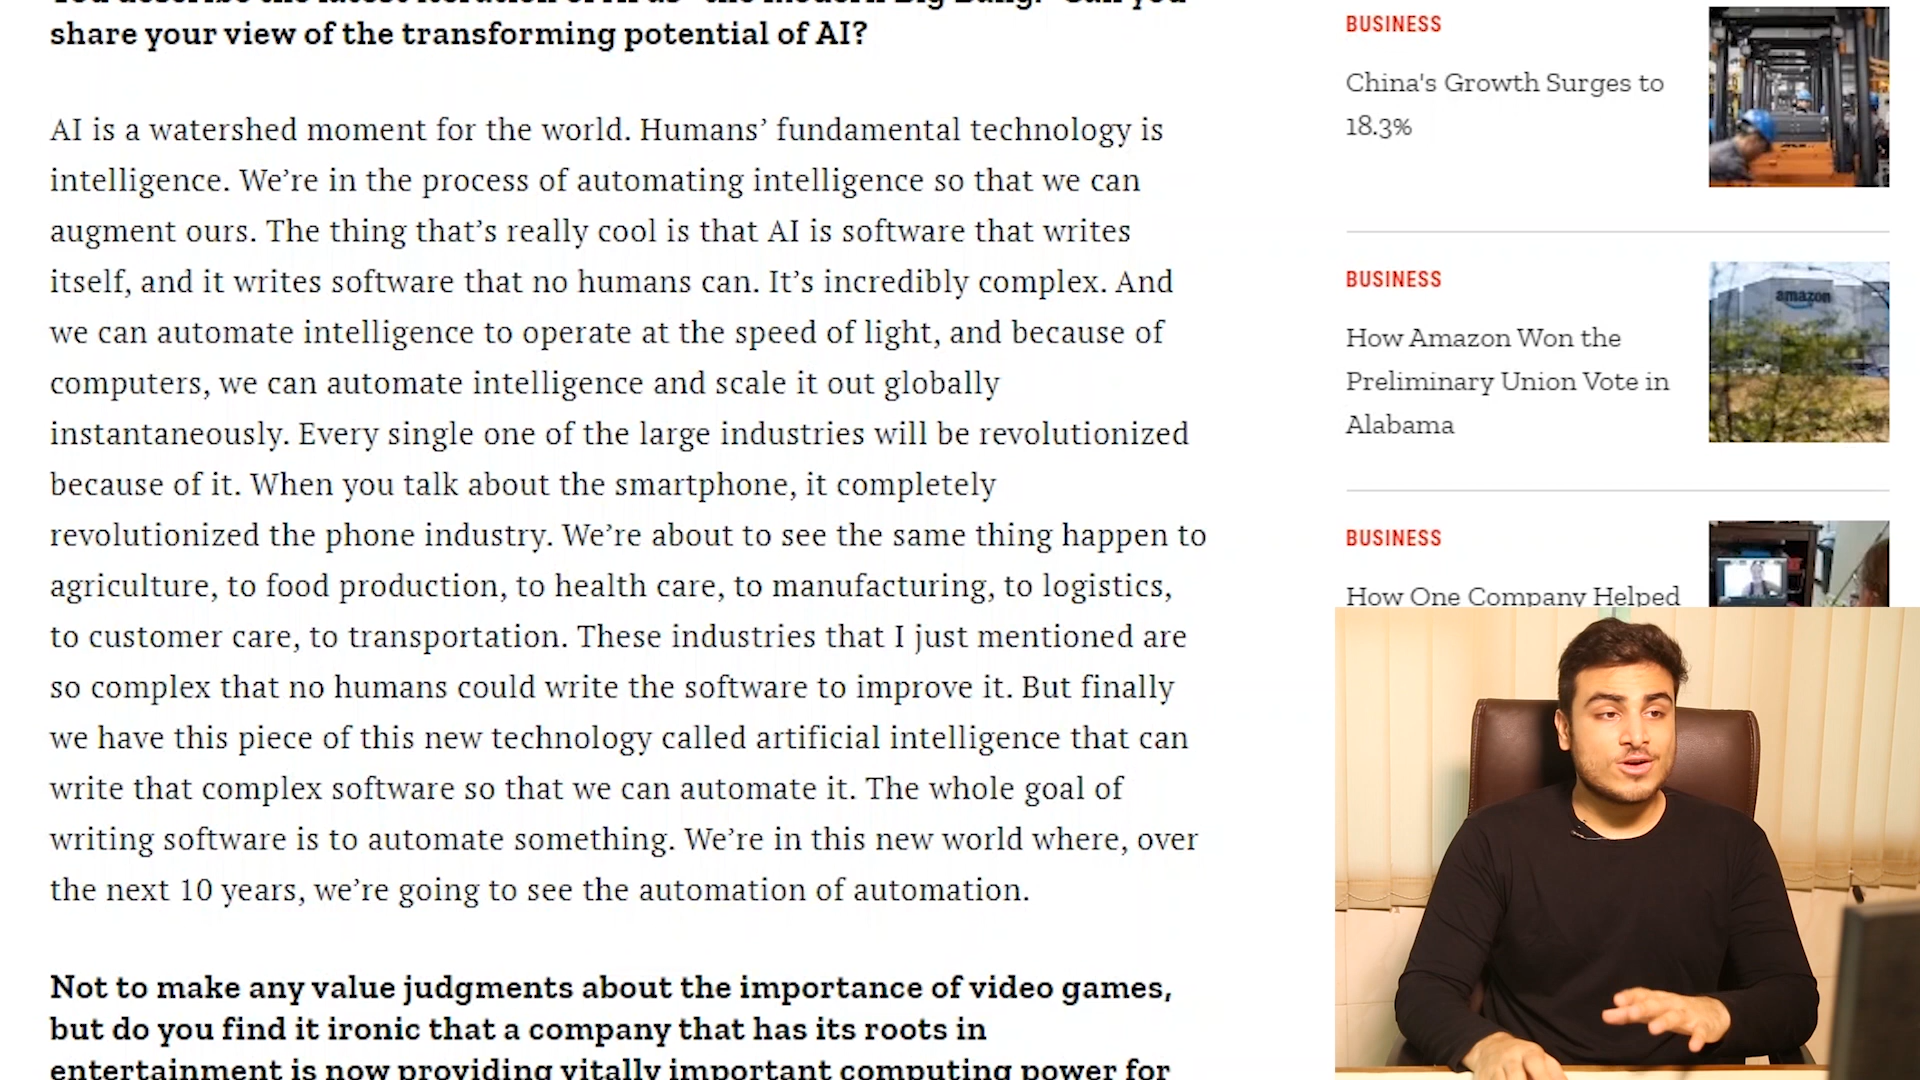 share your view of the transforming potential of AI?
AI is a watershed moment for the world. Humans’ fundamental technology is
intelligence. We’re in the process of automating intelligence so that we can
augment ours. The thing that’s really cool is that AI is software that writes
itself, and it writes software that no humans can. It’s incredibly complex. And
we can automate intelligence to operate at the speed of light, and because of
computers, we can automate intelligence and scale it out globally
instantaneously. Every single one of the large industries will be revolutionized
because of it. When you talk about the smartphone, it completely
revolutionized the phone industry. We’re about to see the same thing happen to
agriculture, to food production, to health care, to manufacturing, to logistics,
to customer care, to transportation. These industries that I just mentioned are
so complex that no humans could write the software to improve it. But finally
we have this piece of this new technology called artificial intelligence that can
write that complex software so that we can automate it. The whole goal of
writing software is to automate something. We’re in this new world where, over
the next 10 years, we’re going to see the automation of automation.
Not to make any value judgments about the importance of video games,
but do you find it ironic that a company that has its roots in
entertainment is now providing vitally important computing power for
BUSINESS
China's Growth Surges to
18.3%
BUSINESS
How Amazon Won the
Preliminary Union Vote in
Alabama
amazon
BUSINESS
How One Company Helped